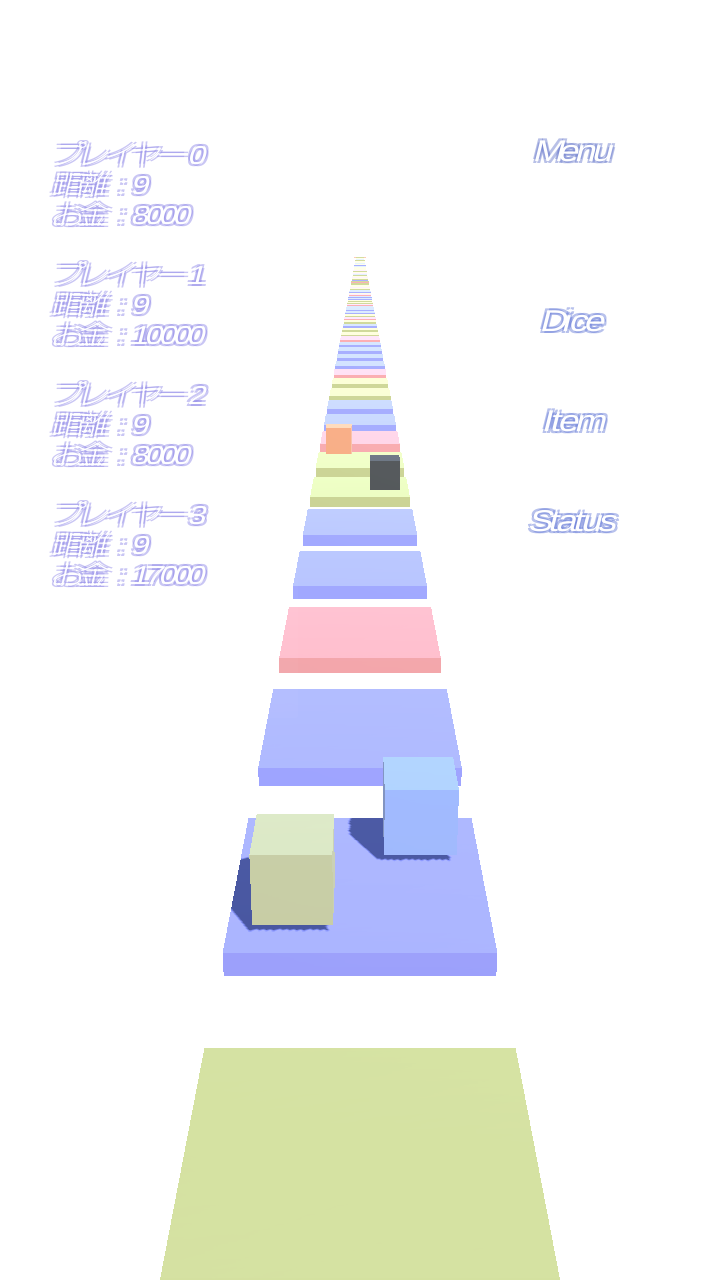 プレイヤー0
距離：9
お金：8000
プレイヤー1
距離：9
お金：10000
プレイヤー2
距離：9
お金：8000
プレイヤー3
距離：9
お金：17000
Menu
Dice
Item
Status